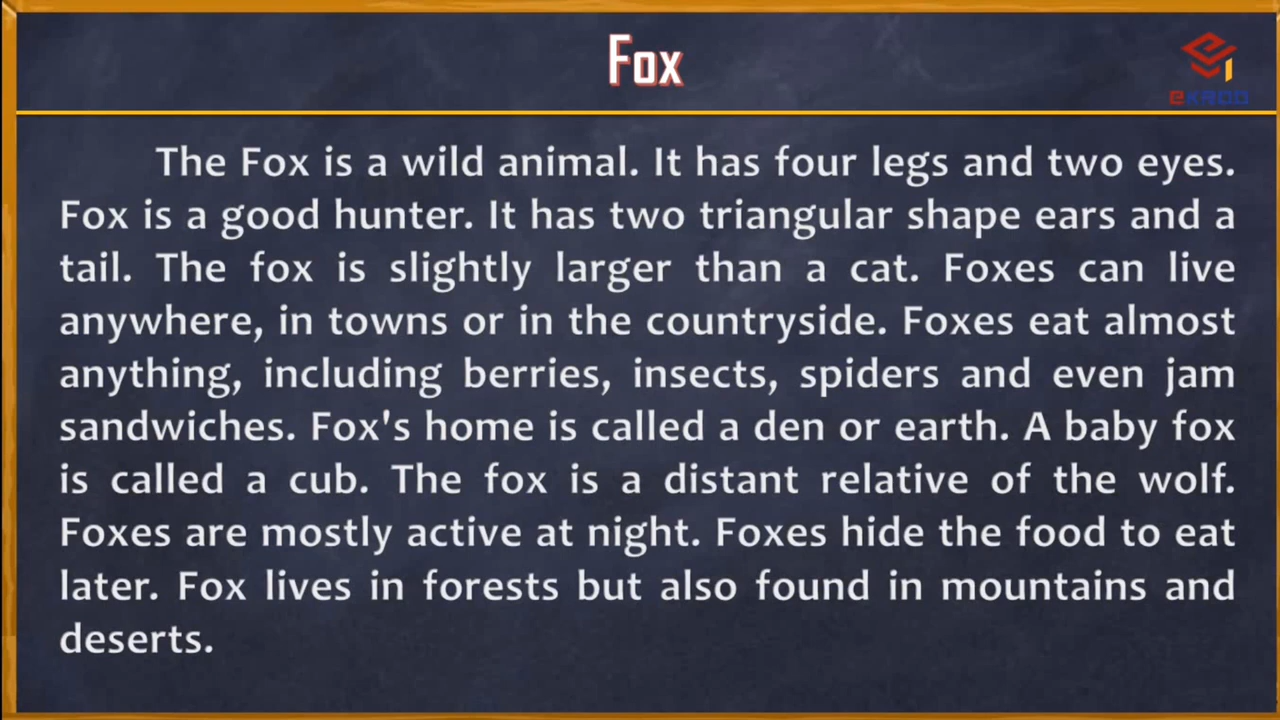 Fox
eKADO
The Fox is a wild animal. It has four legs and two eyes.
Fox is a good hunter. It has two triangular shape ears and a
tail. The fox is slightly larger than a cat. Foxes can live
anywhere, in towns or in the countryside. Foxes eat almost
anything, including berries, insects, spiders and even jam
sandwiches. Fox's home is called a den or earth. A baby fox
is called a cub. The fox is a distant relative of the wolf.
Foxes are mostly active at night. Foxes hide the food to eat
later. Fox lives in forests but also found in mountains and
deserts.